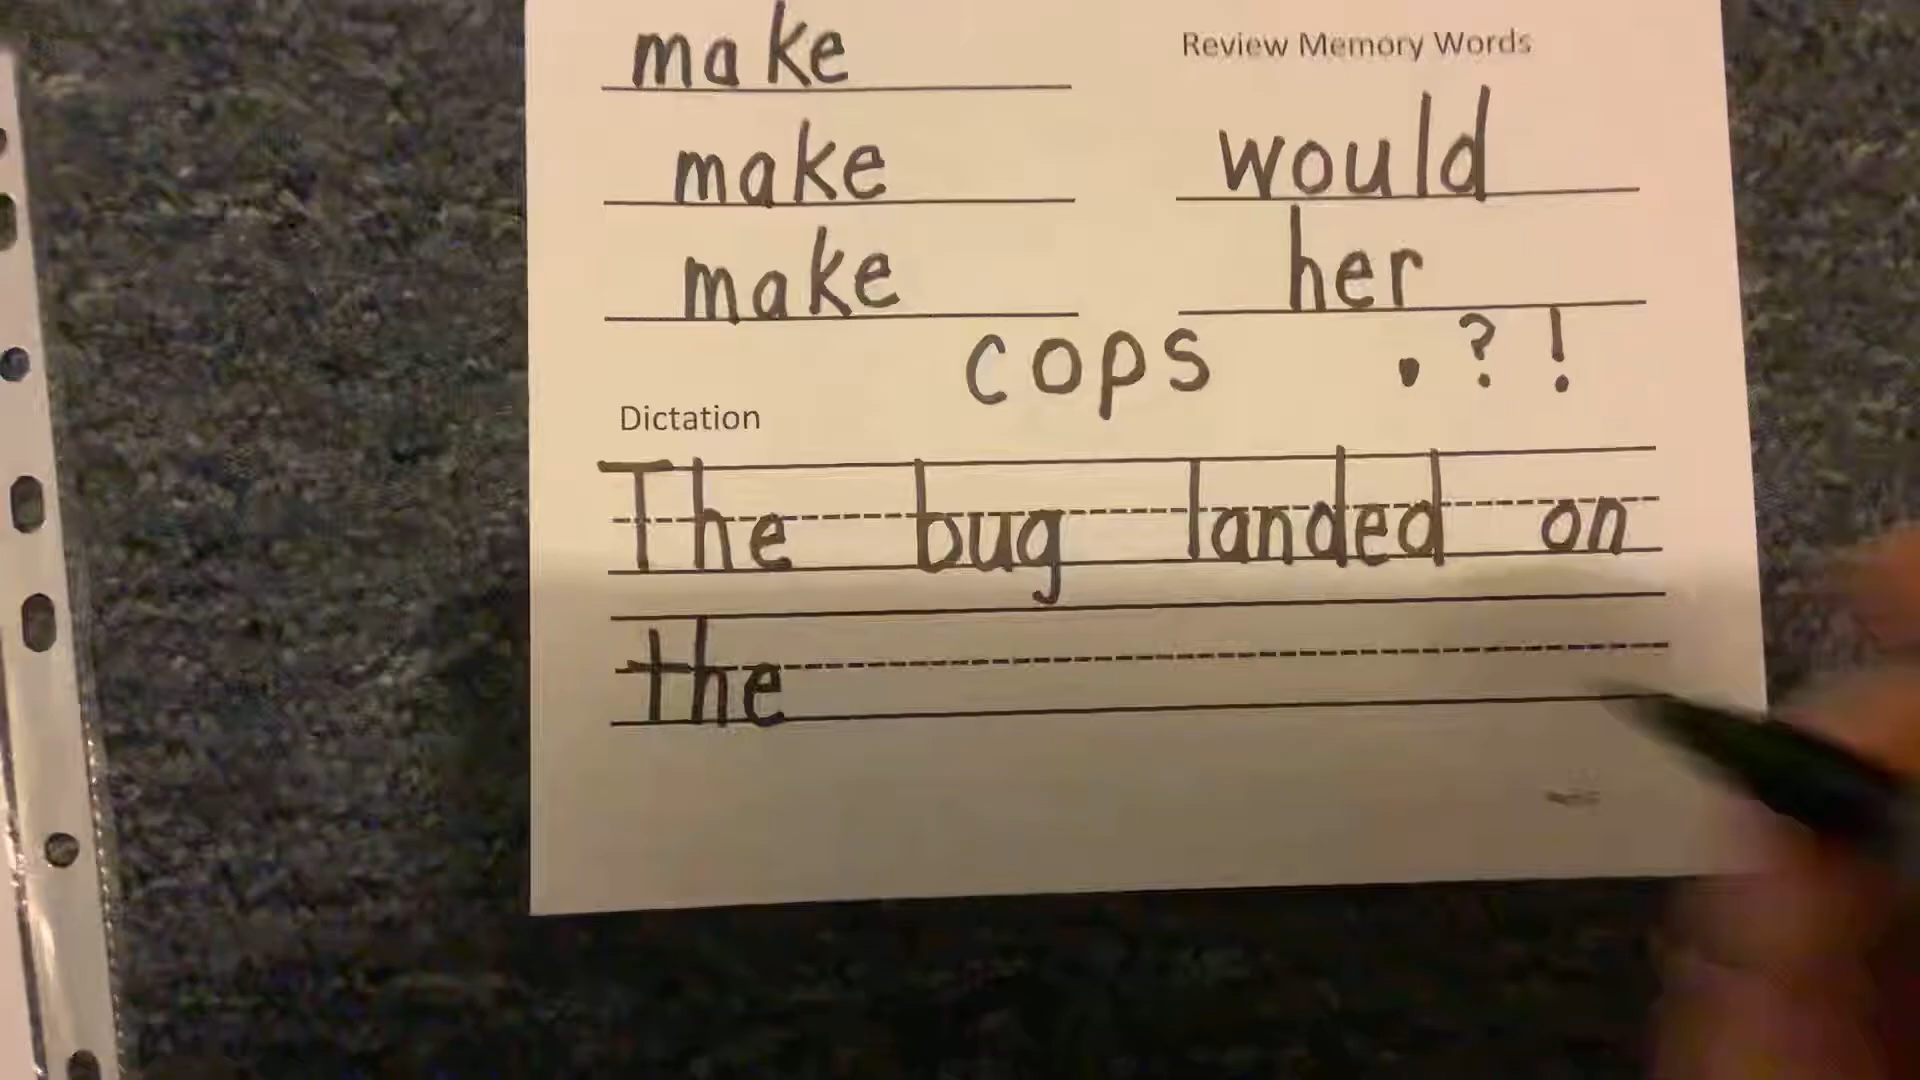 make
make
make
Review Memory Words
would
her
cops . ? !
Dictation
The bug landed on
the